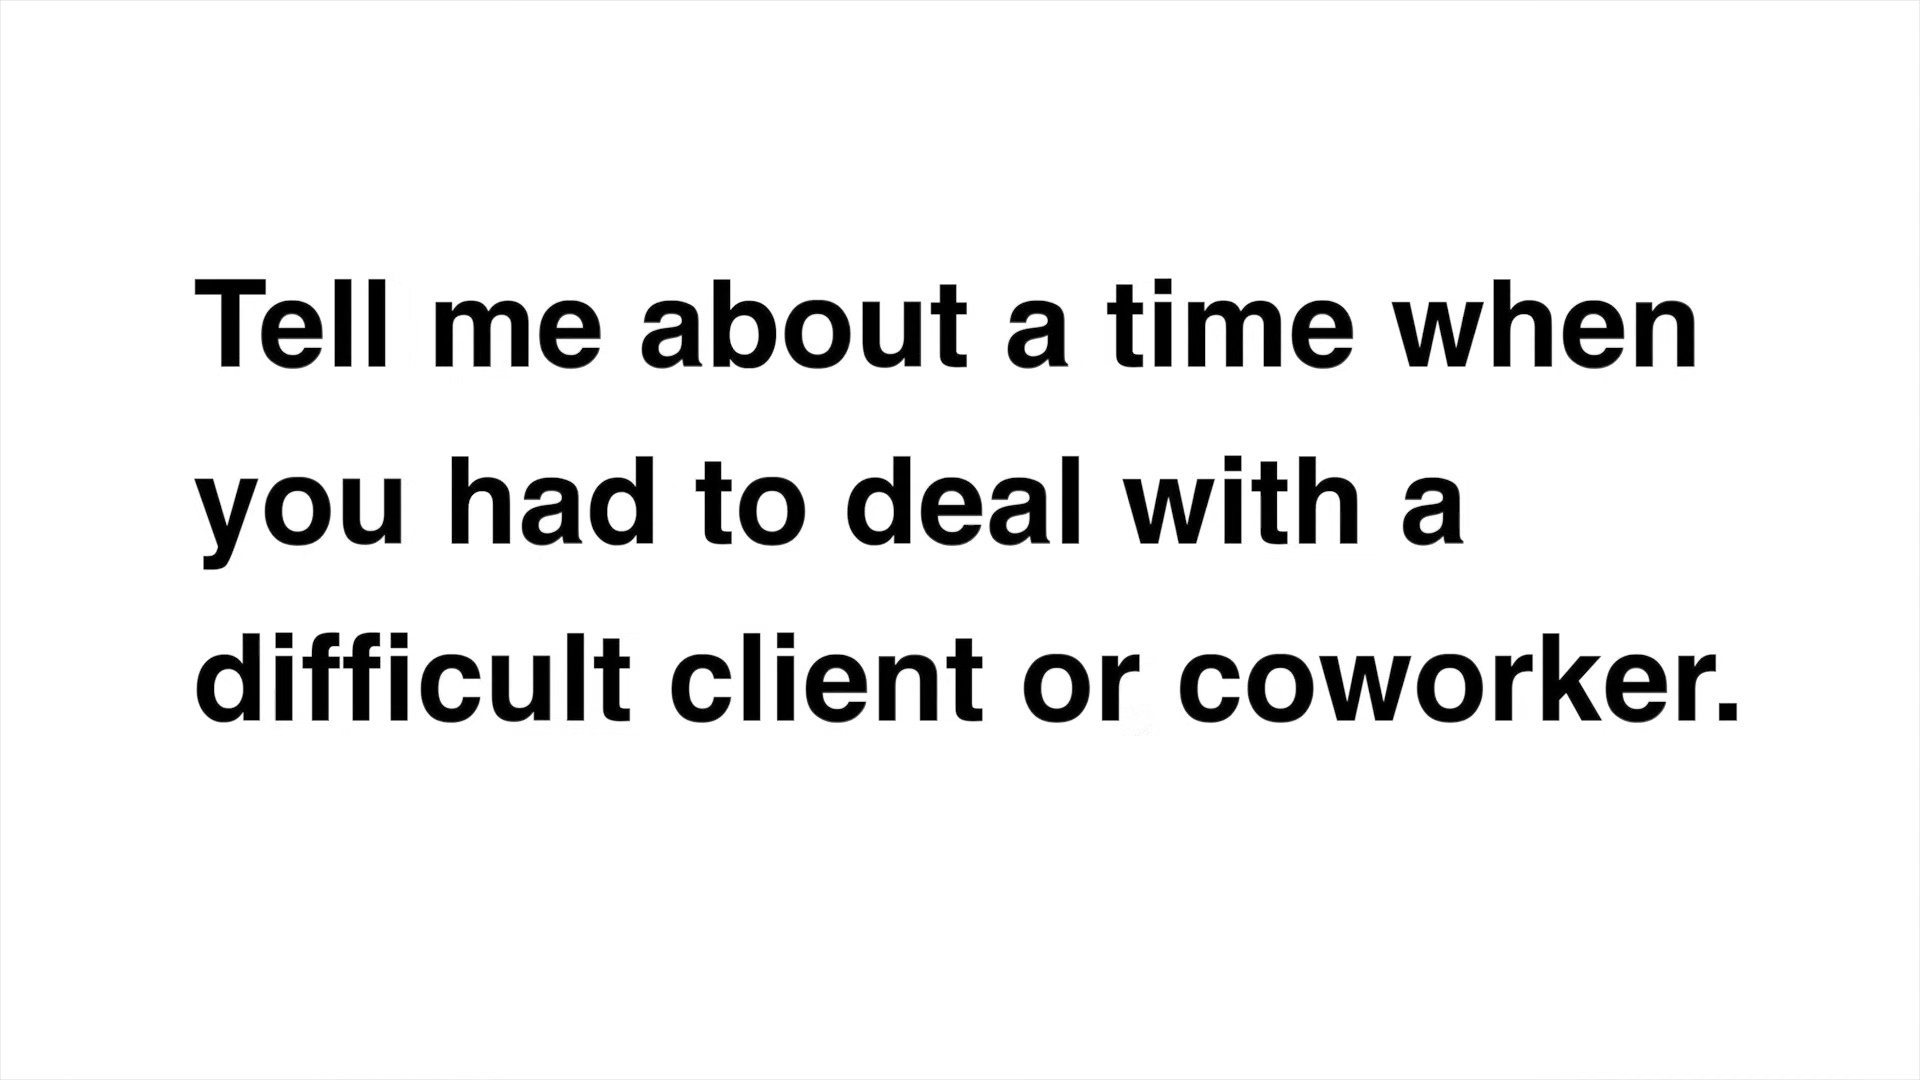 Tell me about a time when
you had to deal with a
difficult client or coworker.